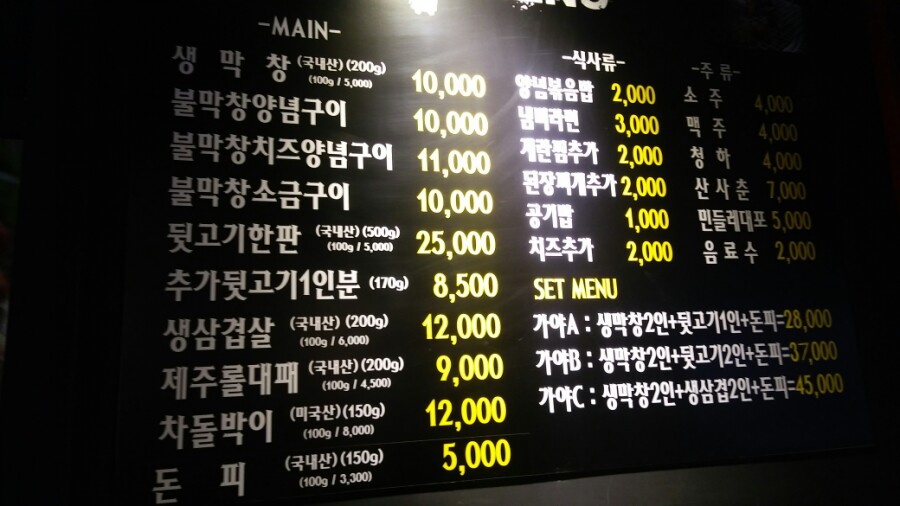 -MAIN-
생 막 창 (국내산) (200g) 10,000
(100g / 5,000)
불막창양념구이 10,000
불막창치즈양념구이 11,000
불막창소금구이 10,000
뒷고기한판 (국내산) (500g) 25,000
(100g / 5,000)
추가뒷고기1인분 (170g) 8,500
생삼겹살 (국내산) (200g) 12,000
(100g / 6,000)
제주롤대패 (국내산) (200g) 9,000
(100g / 4,500)
차돌박이 (미국산) (150g) 12,000
(100g / 8,000)
돈 피 (국내산) (150g) 5,000
(100g / 3,300)
-식사류-
양념볶음밥 2,000
냄비라면 3,000
계란찜추가 2,000
된장찌개추가 2,000
공기밥 1,000
치즈추가 2,000
-주류-
소 주 4,000
맥 주 4,000
청 하 4,000
산 사 춘 7,000
민들레대포 5,000
음 료 수 2,000
SET MENU
가야A : 생막창2인+뒷고기1인+돈피=28,000
가야B : 생막창2인+뒷고기2인+돈피=37,000
가야C : 생막창2인+생삼겹2인+돈피=45,000